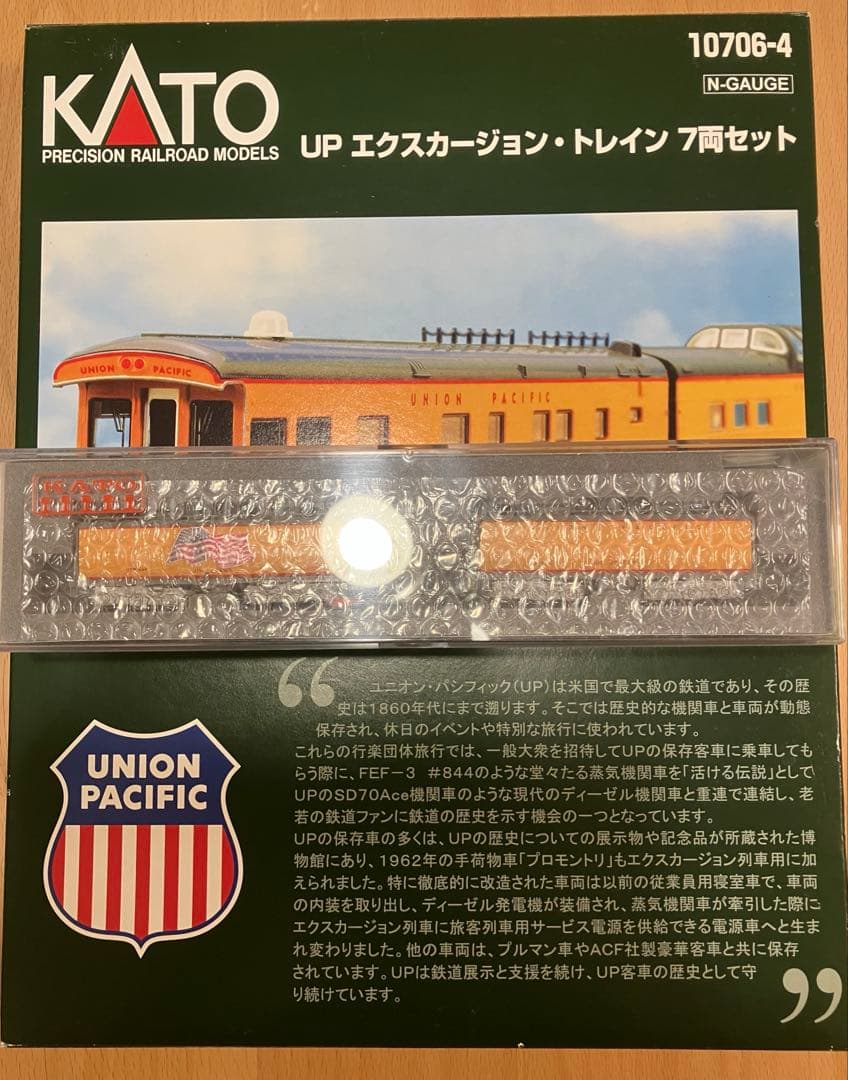 10706-4
N-GAUGE
KATO
PRECISION RAILROAD MODELS
UP エクスカージョン・トレイン 7両セット
UNION PACIFIC
UNION PACIFIC
KATO
“
ユニオン・パシフィック(UP)は米国で最大級の鉄道であり、その歴
史は1860年代にまで遡ります。そこでは歴史的な機関車と車両が動態
保存され、休日のイベントや特別な旅行に使われています。
これらの行楽団体旅行では、一般大衆を招待してUPの保存客車に乗車しても
らう際に、FEF-3 #844のような堂々たる蒸気機関車を「活ける伝説」として
UPのSD70Ace機関車のような現代のディーゼル機関車と重連で連結し、老
若の鉄道ファンに鉄道の歴史を示す機会の一つとなっています。
UPの保存車の多くは、UPの歴史についての展示物や記念品が所蔵された博
物館にあり、1962年の手荷物車「プロモントリ」もエクスカージョン列車用に加
えられました。特に徹底的に改造された車両は以前の従業員用寝室車で、車両
の内装を取り出し、ディーゼル発電機が装備され、蒸気機関車が牽引した際に
エクスカージョン列車に旅客列車用サービス電源を供給できる電源車へと生ま
れ変わりました。他の車両は、プルマン車やACF社製豪華客車と共に保存
されています。UPは鉄道展示と支援を続け、UP客車の歴史として守
り続けています。
”
UNION
PACIFIC